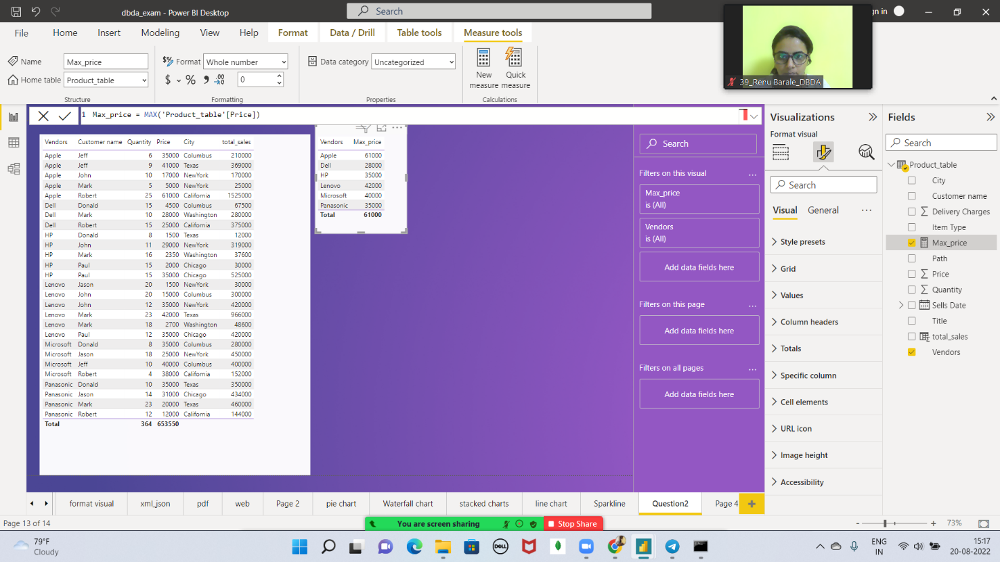 dbda_exam - Power BI Desktop
Search
gn in
File
Home
Insert
Modeling
View
Help
Format
Data / Drill
Table tools
Measure tools
Name
Max_price
Home table
Product_table
Structure
Format
Whole number
$ % 9 .00
0
Formatting
Data category
Uncategorized
Properties
New measure
Quick measure
Calculations
39_Renu Barale_DBDA
1 Max_price = MAX('Product_table'[Price])
Vendors Customer name Quantity Price City total_sales
Apple Jeff 6 35000 Columbus 210000
Apple Jeff 9 41000 Texas 369000
Apple John 10 17000 NewYork 170000
Apple Mark 5 5000 NewYork 25000
Apple Robert 25 61000 California 1525000
Dell Donald 15 4500 Columbus 67500
Dell Mark 10 28000 Washington 280000
Dell Robert 15 25000 California 375000
HP Donald 8 1500 Texas 12000
HP John 11 29000 NewYork 319000
HP Mark 16 2350 Washington 37600
HP Paul 15 2000 Chicago 30000
HP Paul 15 35000 Chicago 525000
Lenovo Jason 20 1500 NewYork 30000
Lenovo John 20 15000 Columbus 300000
Lenovo John 12 35000 NewYork 420000
Lenovo Mark 23 42000 Texas 966000
Lenovo Mark 18 2700 Washington 48600
Lenovo Paul 12 35000 Chicago 420000
Microsoft Donald 8 35000 Columbus 280000
Microsoft Jason 18 25000 NewYork 450000
Microsoft Jeff 10 40000 Columbus 400000
Microsoft Robert 4 38000 California 152000
Panasonic Donald 10 35000 Texas 350000
Panasonic Jason 14 31000 Chicago 434000
Panasonic Mark 23 20000 Texas 460000
Panasonic Robert 12 12000 California 144000
Total 364 653550
Vendors Max_price
Apple 61000
Dell 28000
HP 35000
Lenovo 42000
Microsoft 40000
Panasonic 35000
Total 61000
Search
Filters on this visual
Max_price
is (All)
Vendors
is (All)
Add data fields here
Filters on this page
Add data fields here
Filters on all pages
Add data fields here
Visualizations
Format visual
Search
Visual
General
Style presets
Grid
Values
Column headers
Totals
Specific column
Cell elements
URL icon
Image height
Accessibility
Fields
Search
Product_table
City
Customer name
Delivery Charges
Item Type
Max_price
Path
Price
Quantity
Sells Date
Title
total_sales
Vendors
format visual
xml_json
pdf
web
Page 2
pie chart
Waterfall chart
stacked charts
line chart
Sparkline
Question2
Page 4
Page 13 of 14
You are screen sharing
Stop Share
73%
79°F
Cloudy
DELL
ENG
IN
15:17
20-08-2022